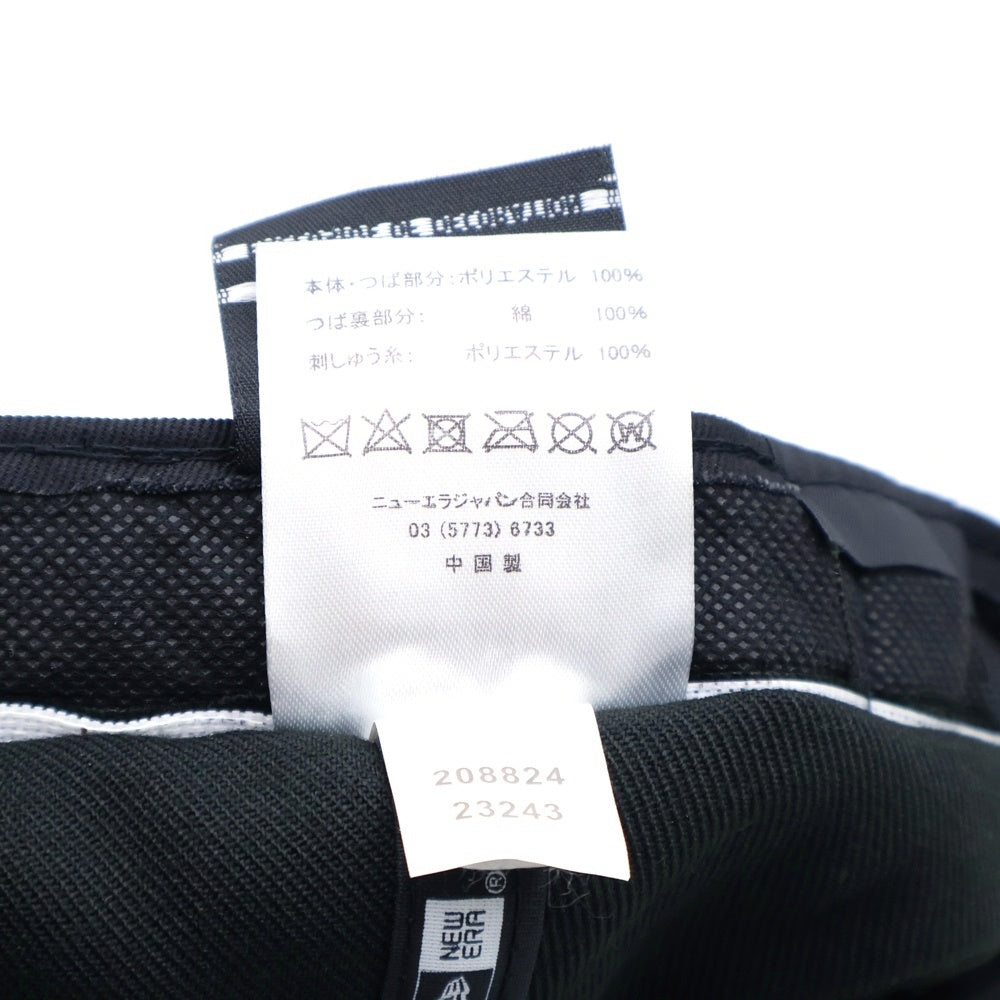 DECORATION
本体・つば部分:ポリエステル 100%
つば裏部分: 綿 100%
刺しゅう糸: ポリエステル 100%
W
ニューエラジャパン合同会社
03 (5773) 6733
中国製
208824
23243
®
NEW
ERA